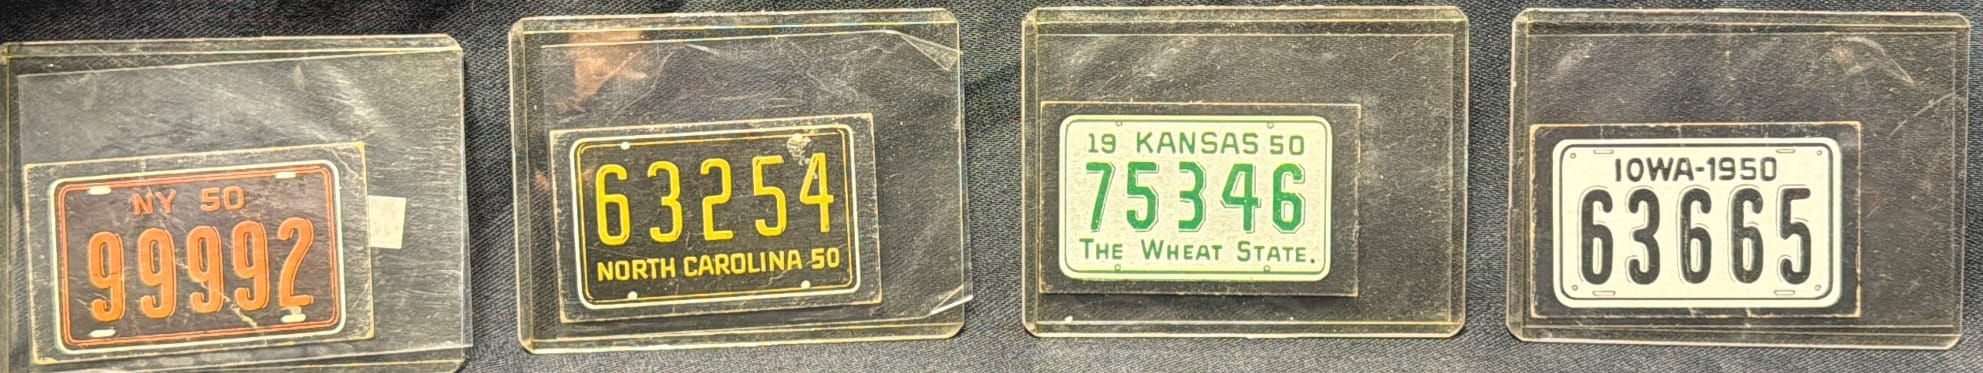 NY 50
99992
63254
NORTH CAROLINA 50
19 KANSAS 50
75346
THE WHEAT STATE.
IOWA-1950
63665